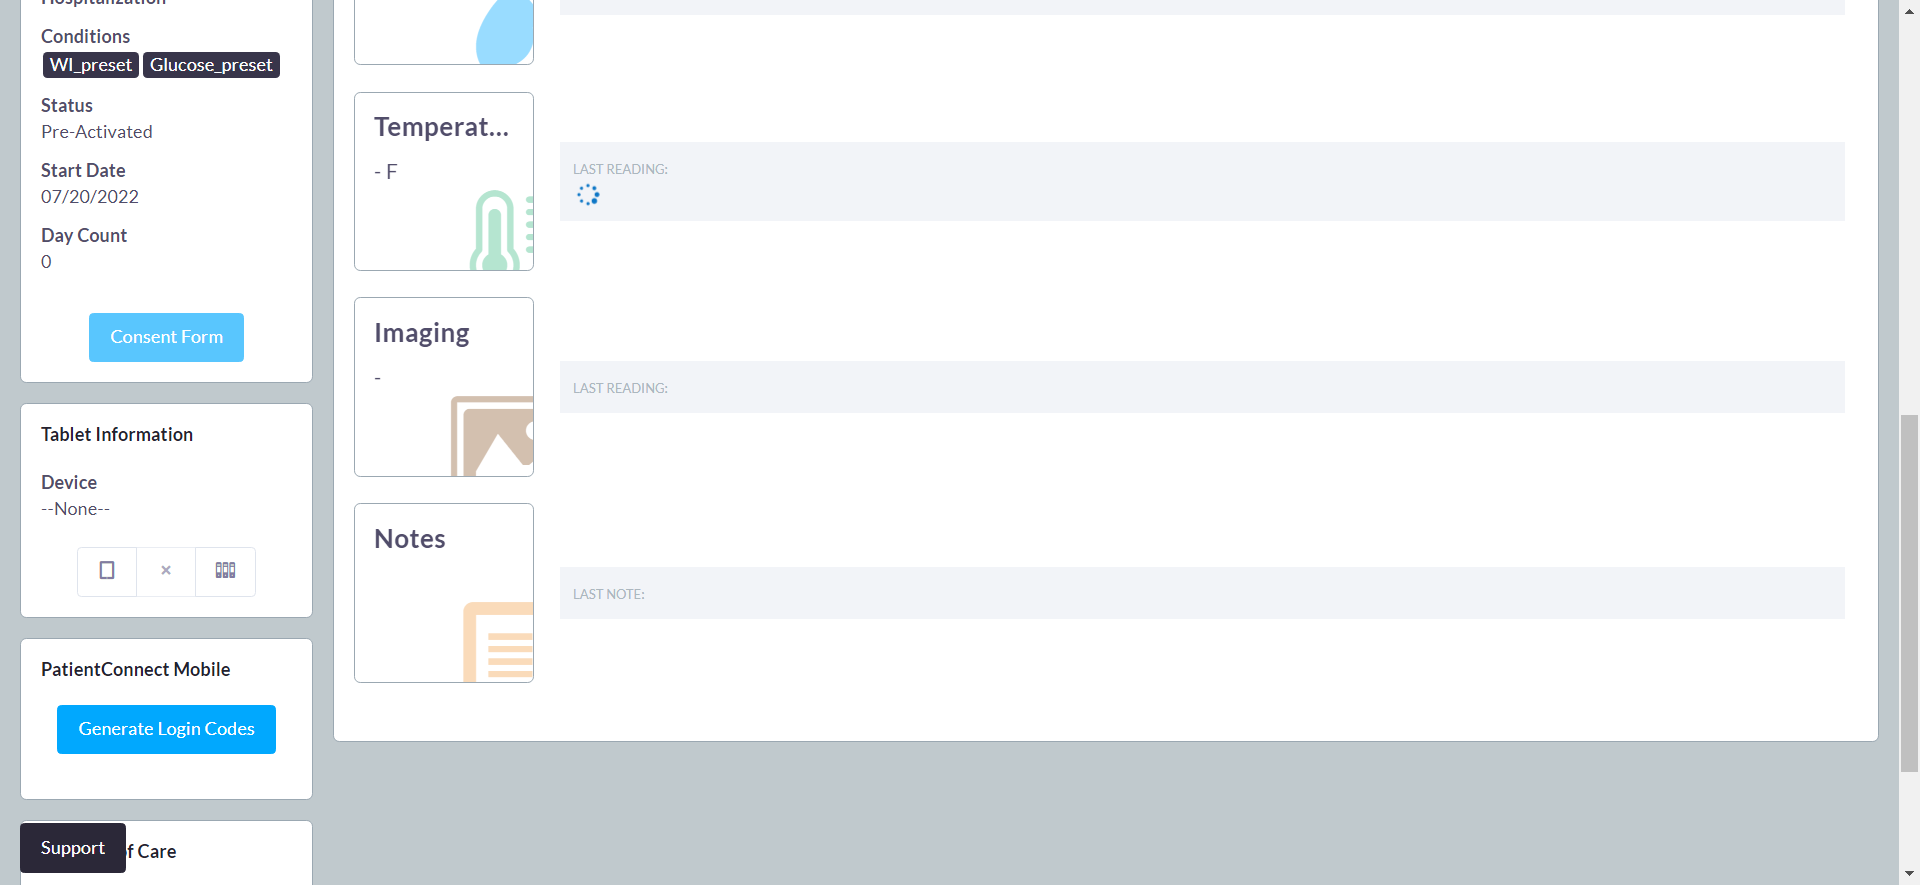 Hospitalization
Conditions
WI_preset Glucose_preset
Status
Pre-Activated
Start Date
07/20/2022
Day Count
0
Consent Form
Tablet Information
Device
--None--
PatientConnect Mobile
Generate Login Codes
Support
f Care
Temperat...
- F
LAST READING:
Imaging
-
LAST READING:
Notes
LAST NOTE: